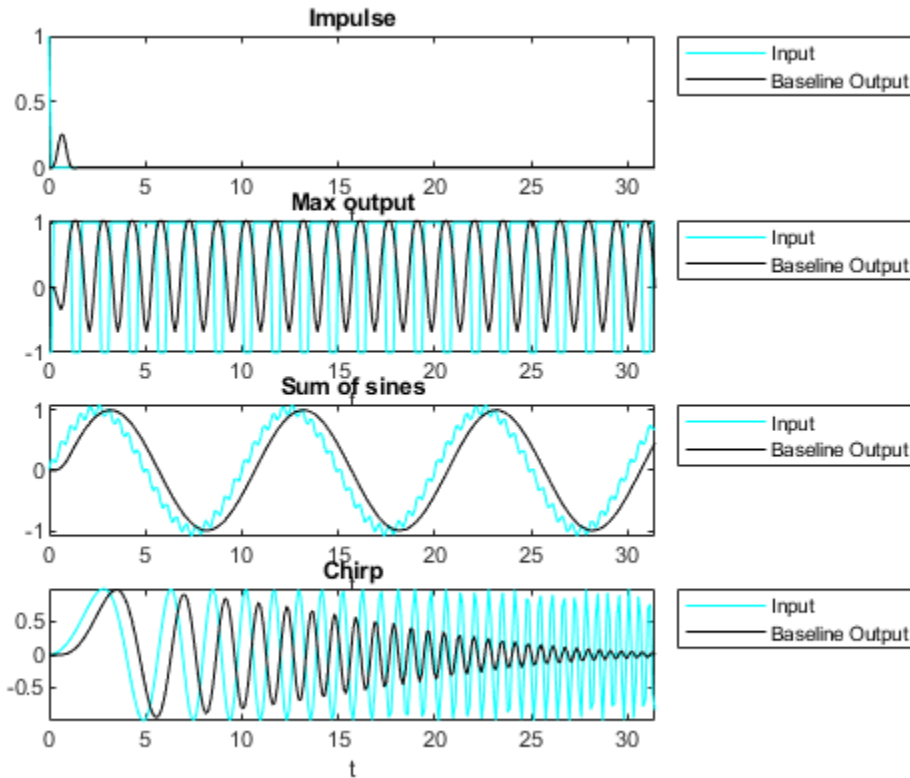 Impulse
1
0.5
0
0 5 10 15 20 25 30
Input
Baseline Output
Max output
1
0
-1
0 5 10 15 20 25 30
Input
Baseline Output
Sum of sines
1
0
-1
0 5 10 15 20 25 30
Input
Baseline Output
Chirp
0.5
0
-0.5
0 5 10 15 20 25 30
t
Input
Baseline Output